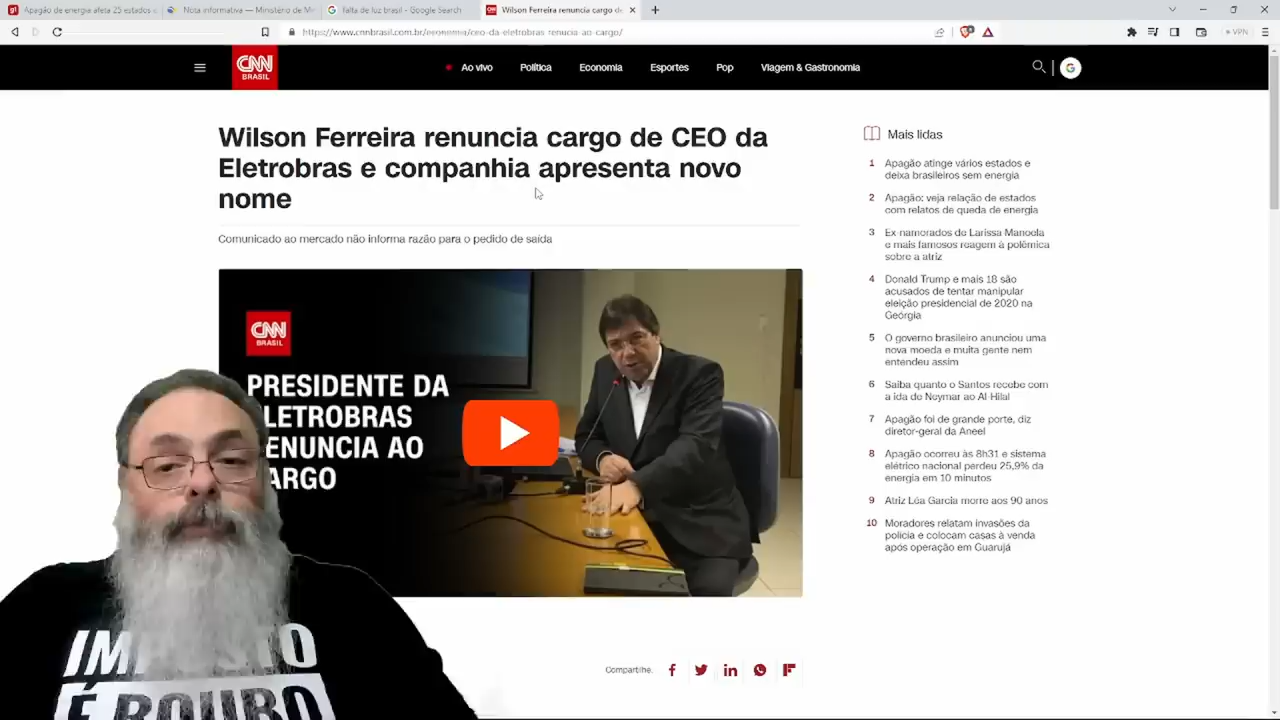 Apagão de energia afeta 25 estados e
Nota informativa — Ministério de Mi
falta de luz brasil - Google Search
Wilson Ferreira renuncia cargo de
https://www.cnnbrasil.com.br/economia/ceo-da-eletrobras-renucia-ao-cargo/
VPN
CNN
BRASIL
Ao vivo
Política
Economia
Esportes
Pop
Viagem & Gastronomia
Wilson Ferreira renuncia cargo de CEO da
Eletrobras e companhia apresenta novo
nome
Comunicado ao mercado não informa razão para o pedido de saída
CNN
BRASIL
PRESIDENTE DA
ELETROBRAS
RENUNCIA AO
CARGO
Compartilhe:
Mais lidas
1 Apagão atinge vários estados e
deixa brasileiros sem energia
2 Apagão: veja relação de estados
com relatos de queda de energia
3 Ex-namorados de Larissa Manoela
e mais famosos reagem à polêmica
sobre a atriz
4 Donald Trump e mais 18 são
acusados de tentar manipular
eleição presidencial de 2020 na
Geórgia
5 O governo brasileiro anunciou uma
nova moeda e muita gente nem
entendeu assim
6 Saiba quanto o Santos recebe com
a ida de Neymar ao Al-Hilal
7 Apagão foi de grande porte, diz
diretor-geral da Aneel
8 Apagão ocorreu às 8h31 e sistema
elétrico nacional perdeu 25,9% da
energia em 10 minutos
9 Atriz Léa Garcia morre aos 90 anos
10 Moradores relatam invasões da
polícia e colocam casas à venda
após operação em Guarujá
IMPOSTO
É ROUBO